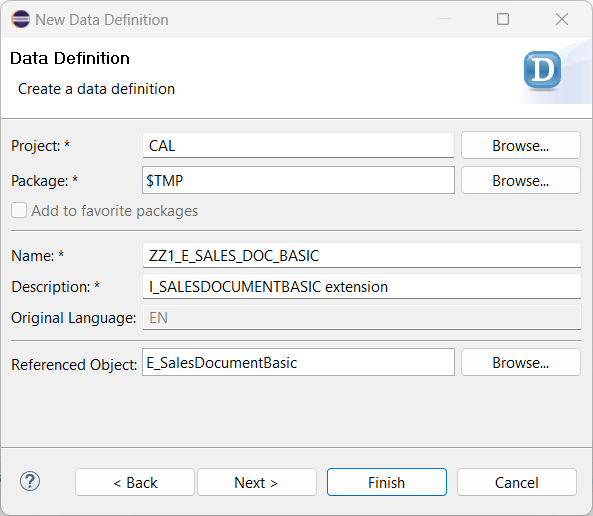 New Data Definition
Data Definition
Create a data definition
D
Project: * CAL Browse...
Package: * $TMP Browse...
Add to favorite packages
Name: * ZZ1_E_SALES_DOC_BASIC
Description: * I_SALESDOCUMENTBASIC extension
Original Language: EN
Referenced Object: E_SalesDocumentBasic Browse...
? < Back Next > Finish Cancel